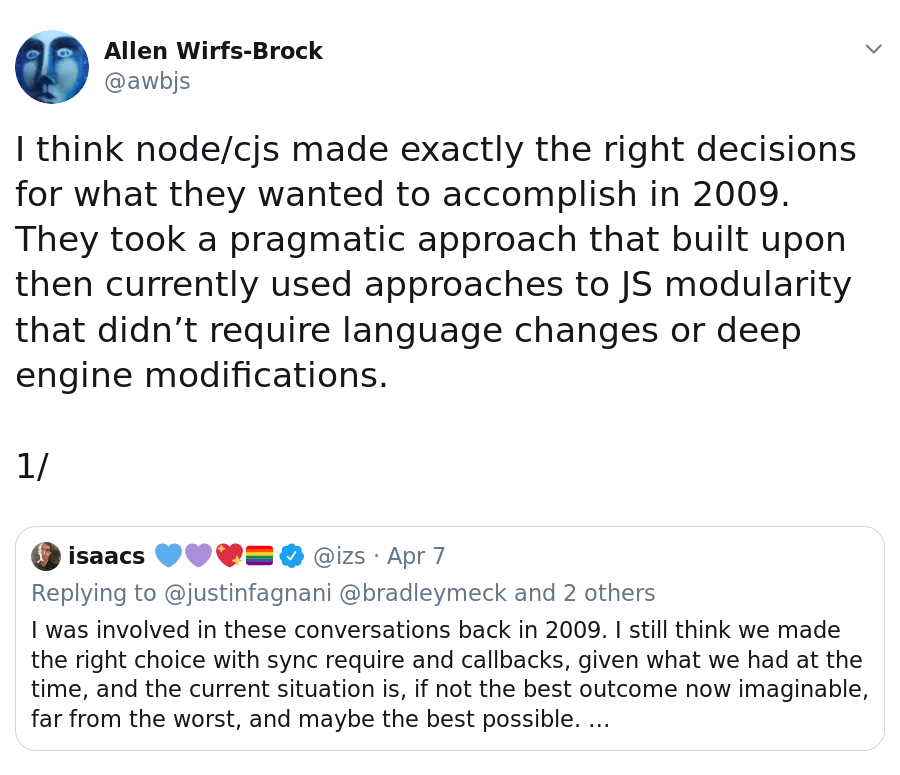 Allen Wirfs-Brock
@awbjs
I think node/cjs made exactly the right decisions
for what they wanted to accomplish in 2009.
They took a pragmatic approach that built upon
then currently used approaches to JS modularity
that didn’t require language changes or deep
engine modifications.
1/
isaacs 💙💜💖🏳️‍🌈 @izs · Apr 7
Replying to @justinfagnani @bradleymeck and 2 others
I was involved in these conversations back in 2009. I still think we made
the right choice with sync require and callbacks, given what we had at the
time, and the current situation is, if not the best outcome now imaginable,
far from the worst, and maybe the best possible. …